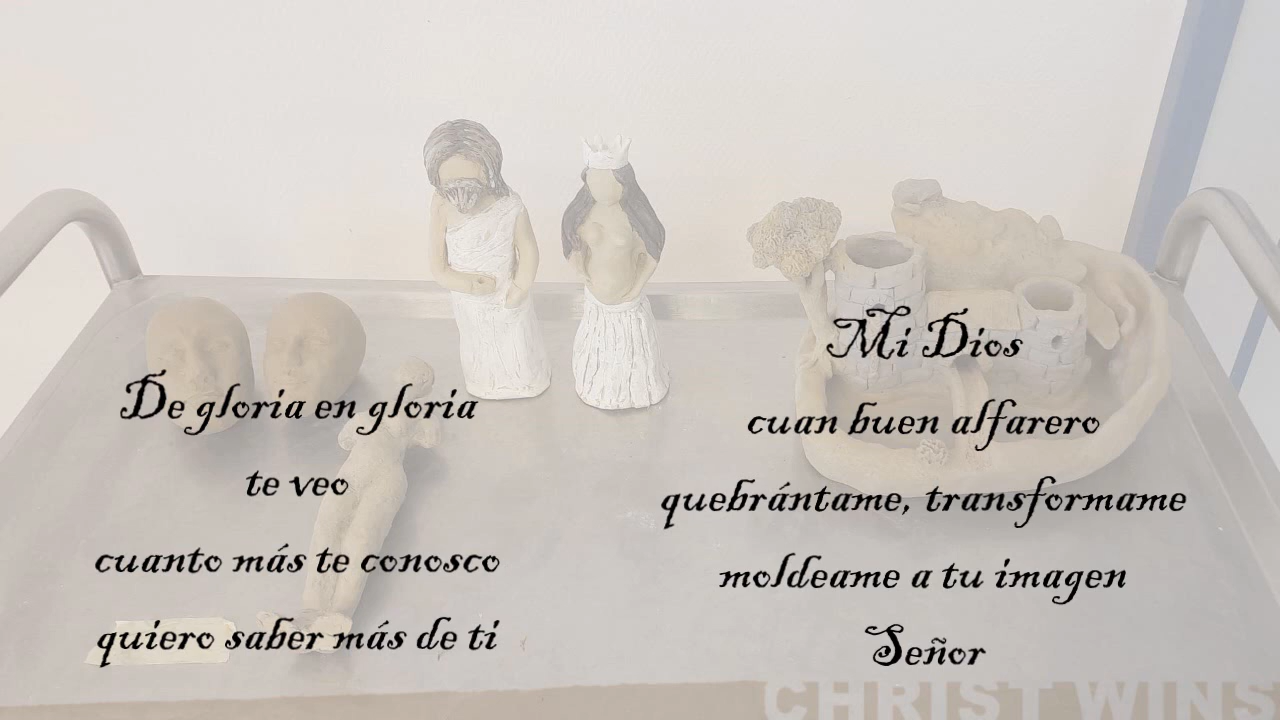 De gloria en gloria
te veo
cuanto más te conosco
quiero saber más de ti
Mi Dios
cuan buen alfarero
quebrántame, transformame
moldeame a tu imagen
Señor
CHRIST WINS